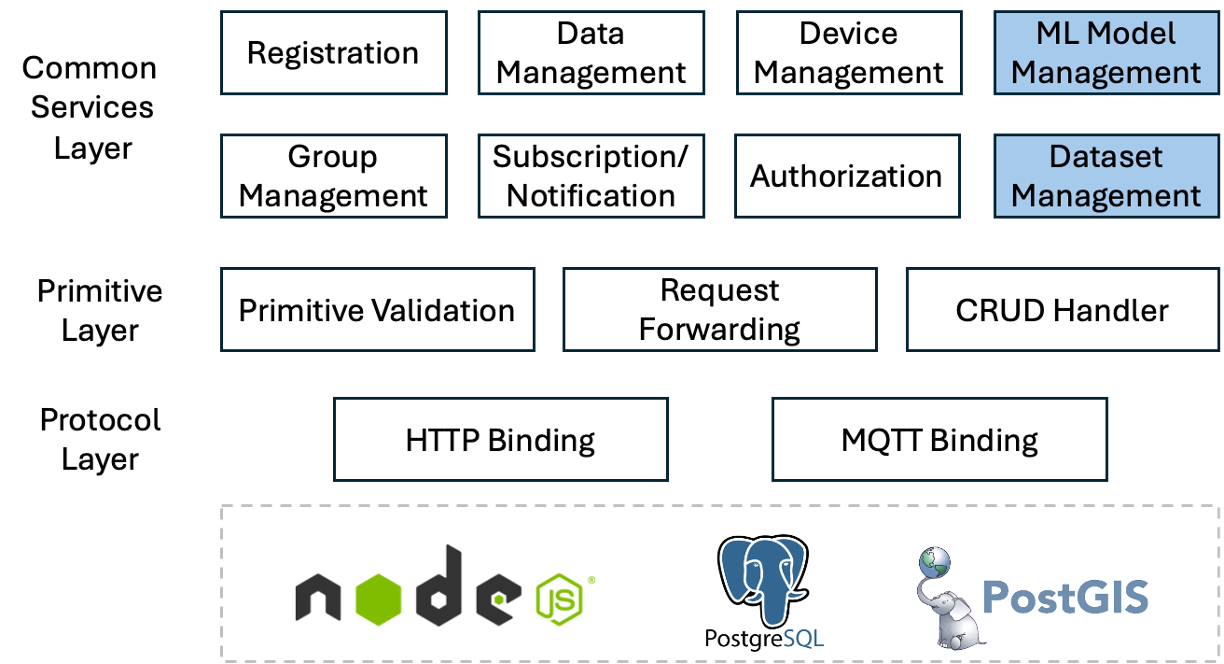 Common
Services
Layer
Registration
Data
Management
Device
Management
ML Model
Management
Group
Management
Subscription/
Notification
Authorization
Dataset
Management
Primitive
Layer
Primitive Validation
Request
Forwarding
CRUD Handler
Protocol
Layer
HTTP Binding
MQTT Binding
node
JS
®
PostgreSQL
PostGIS